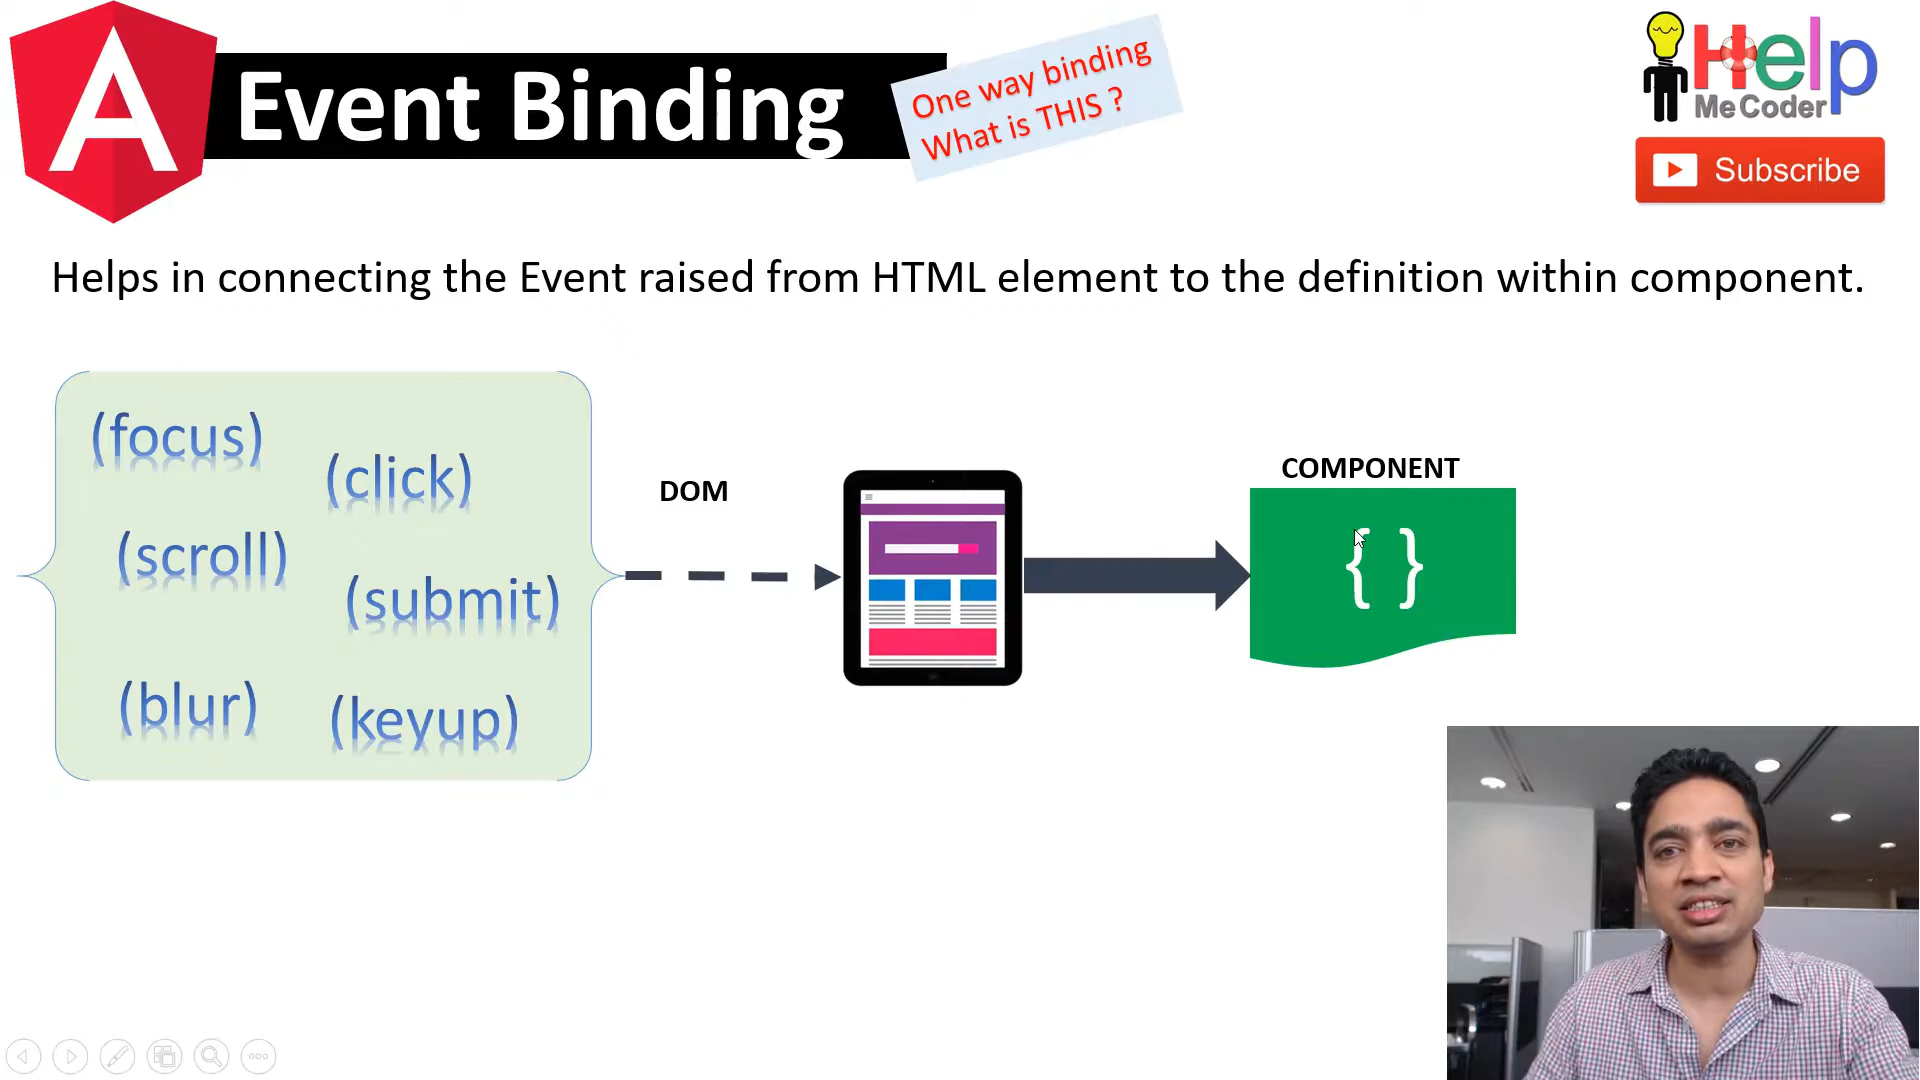 A
Event Binding
One way binding
What is THIS ?
Help
Me Coder
Subscribe
Helps in connecting the Event raised from HTML element to the definition within component.
(focus)
(click)
(scroll)
(submit)
(blur)
(keyup)
DOM
COMPONENT
{ }